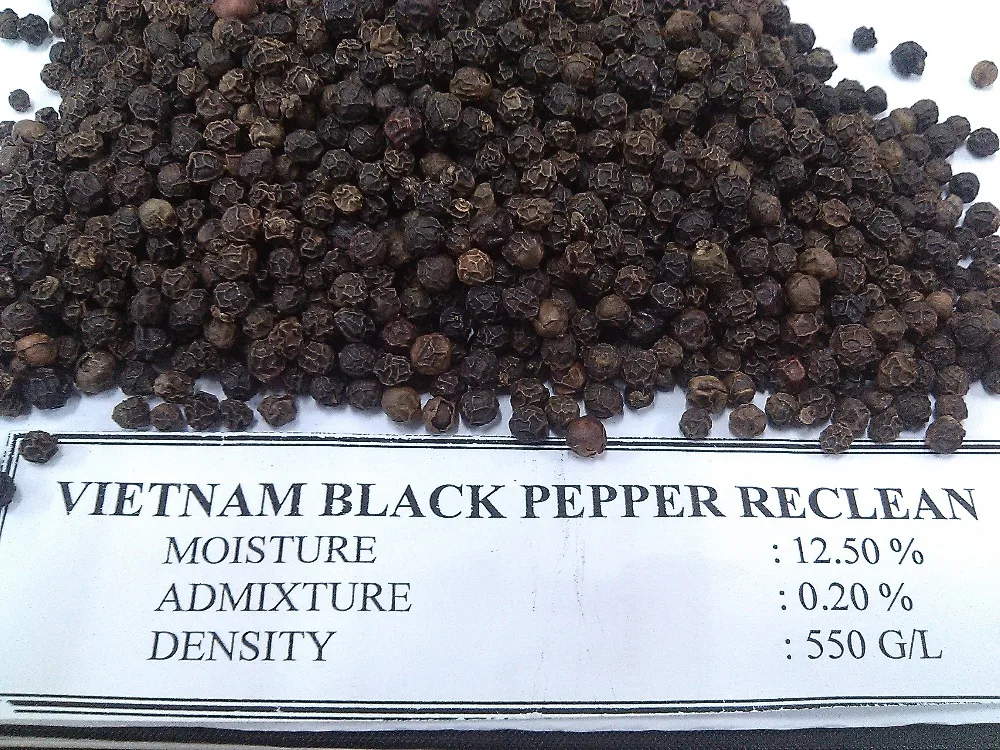 VIETNAM BLACK PEPPER RECLEAN
MOISTURE : 12.50 %
ADMIXTURE : 0.20 %
DENSITY : 550 G/L